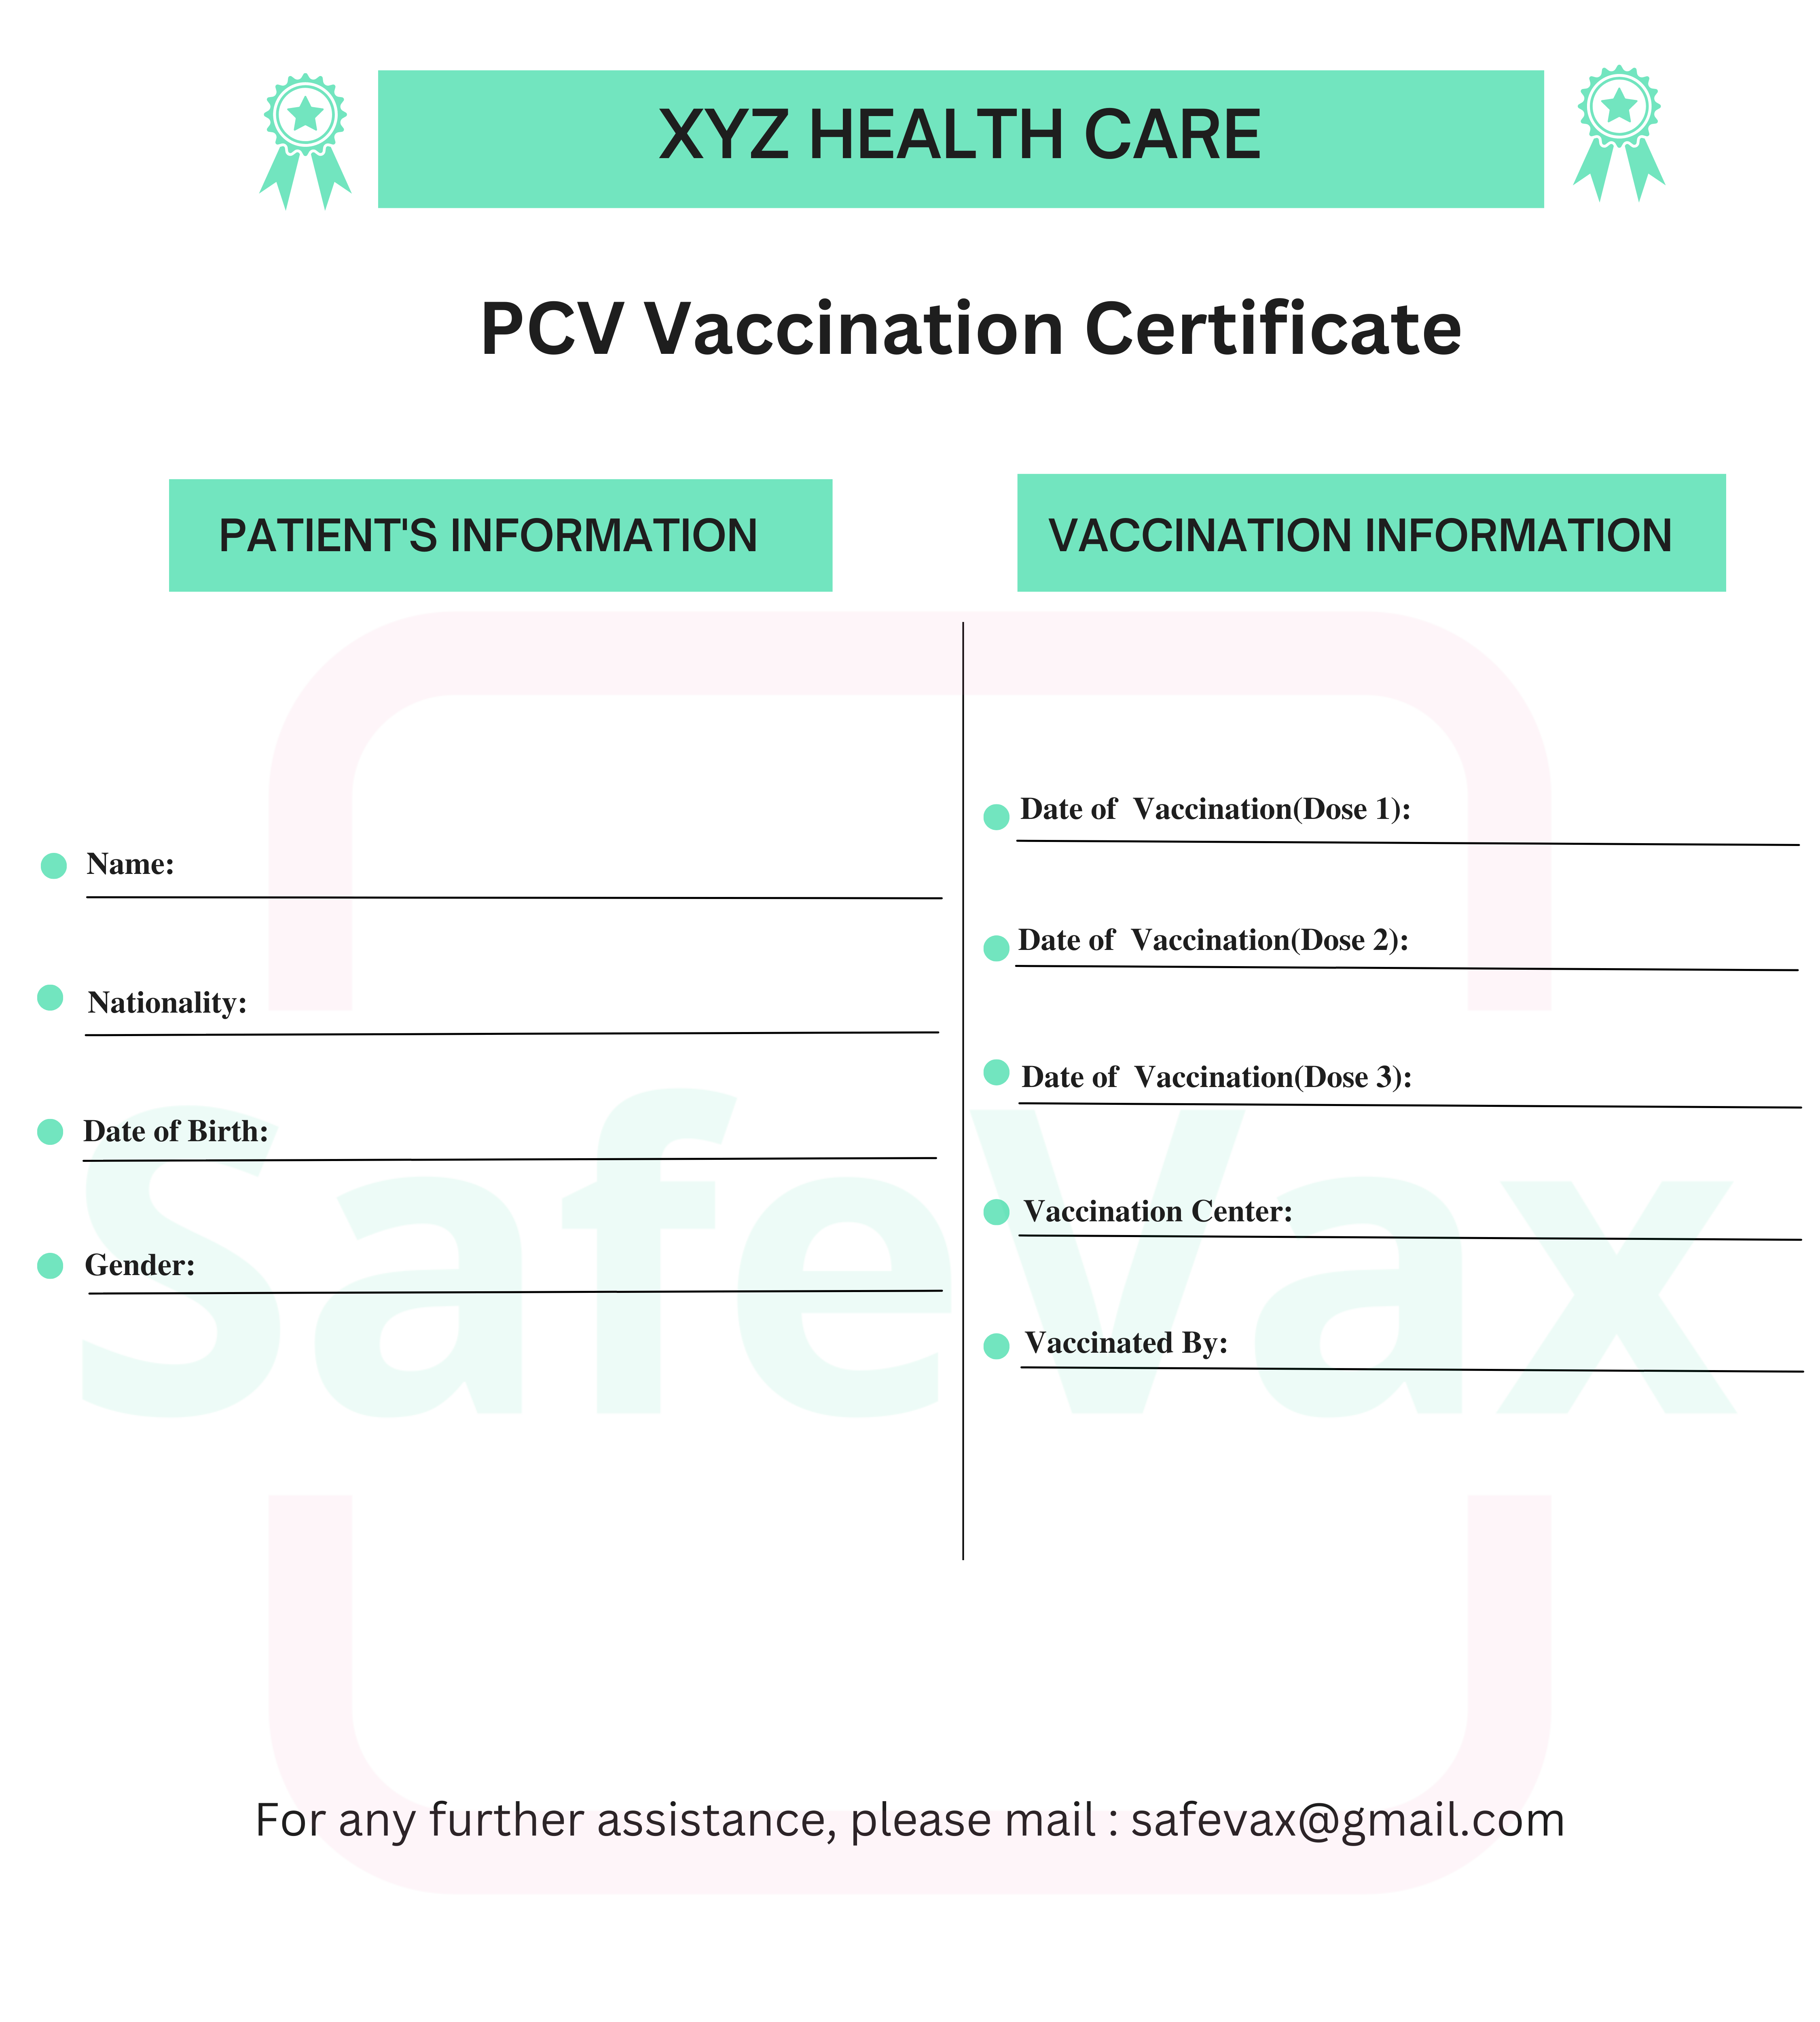 XYZ HEALTH CARE
PCV Vaccination Certificate
PATIENT'S INFORMATION
Name:
Nationality:
Date of Birth:
Gender:
VACCINATION INFORMATION
Date of  Vaccination(Dose 1):
Date of  Vaccination(Dose 2):
Date of  Vaccination(Dose 3):
Vaccination Center:
Vaccinated By:
SafeVax
For any further assistance, please mail : safevax@gmail.com